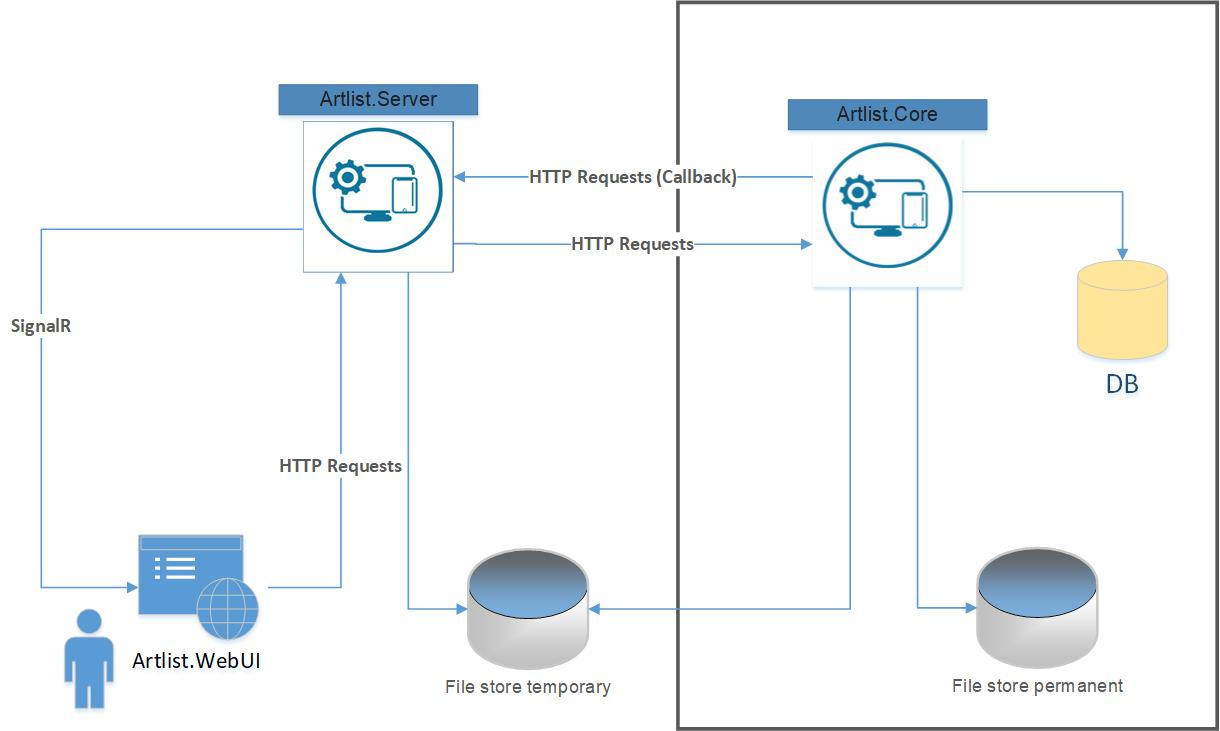 Artlist.Server
Artlist.Core
HTTP Requests (Callback)
HTTP Requests
SignalR
DB
HTTP Requests
Artlist.WebUI
File store temporary
File store permanent